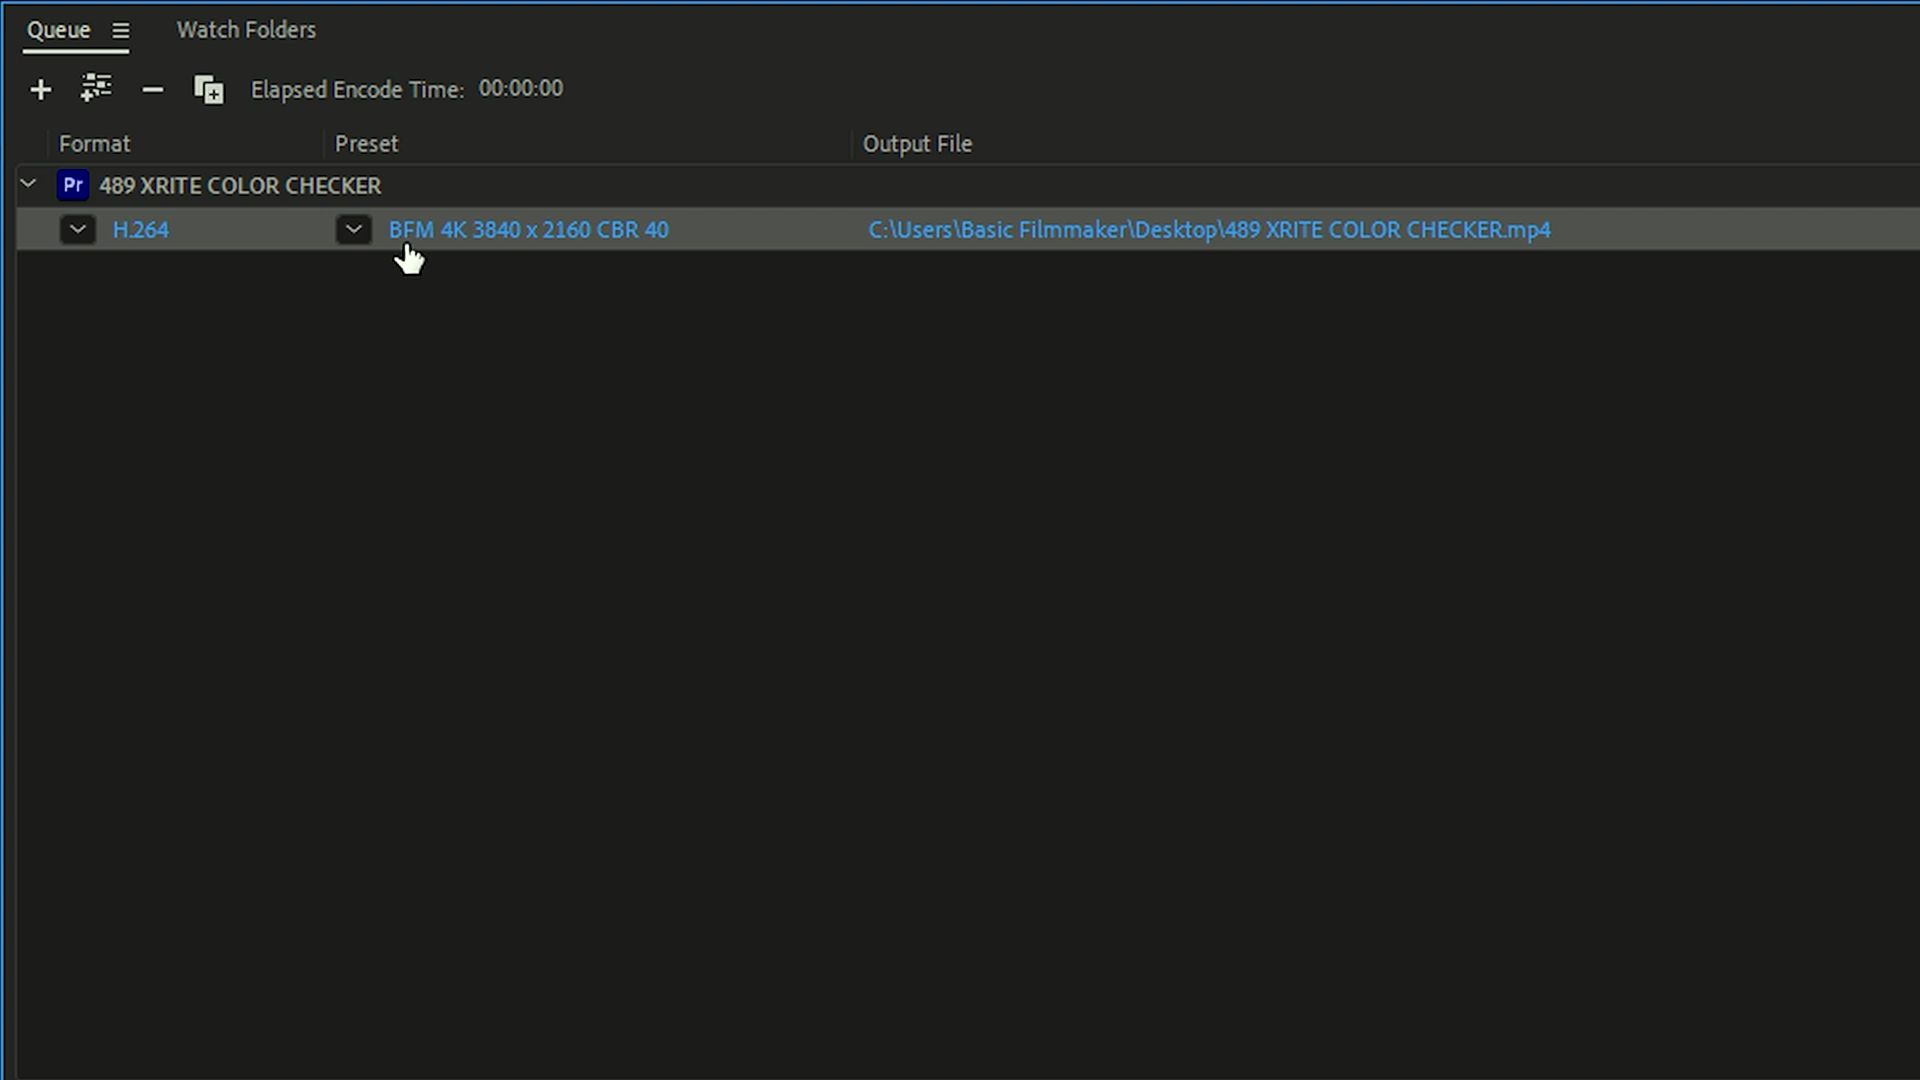 Queue Watch Folders
Elapsed Encode Time: 00:00:00
Format Preset Output File
Pr 489 XRITE COLOR CHECKER
H.264 BFM 4K 3840 x 2160 CBR 40 C:\Users\Basic Filmmaker\Desktop\489 XRITE COLOR CHECKER.mp4